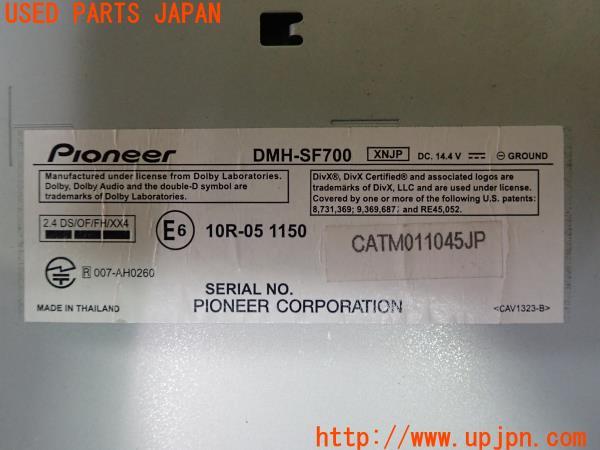 USED PARTS JAPAN
Pioneer
DMH-SF700 XNJP DC. 14.4 V ⎓ ⊖ GROUND
Manufactured under license from Dolby Laboratories.
Dolby, Dolby Audio and the double-D symbol are
trademarks of Dolby Laboratories.
DivX®, DivX Certified® and associated logos are
trademarks of DivX, LLC and are used under license.
Covered by one or more of the following U.S. patents:
8,731,369; 9,369,687; and RE45,052.
2.4 DS/OF/FH/XX4
E6 10R-05 1150
CATM011045JP
R 007-AH0260
SERIAL NO.
MADE IN THAILAND
PIONEER CORPORATION
<CAV1323-B>
http://www.upjpn.com/